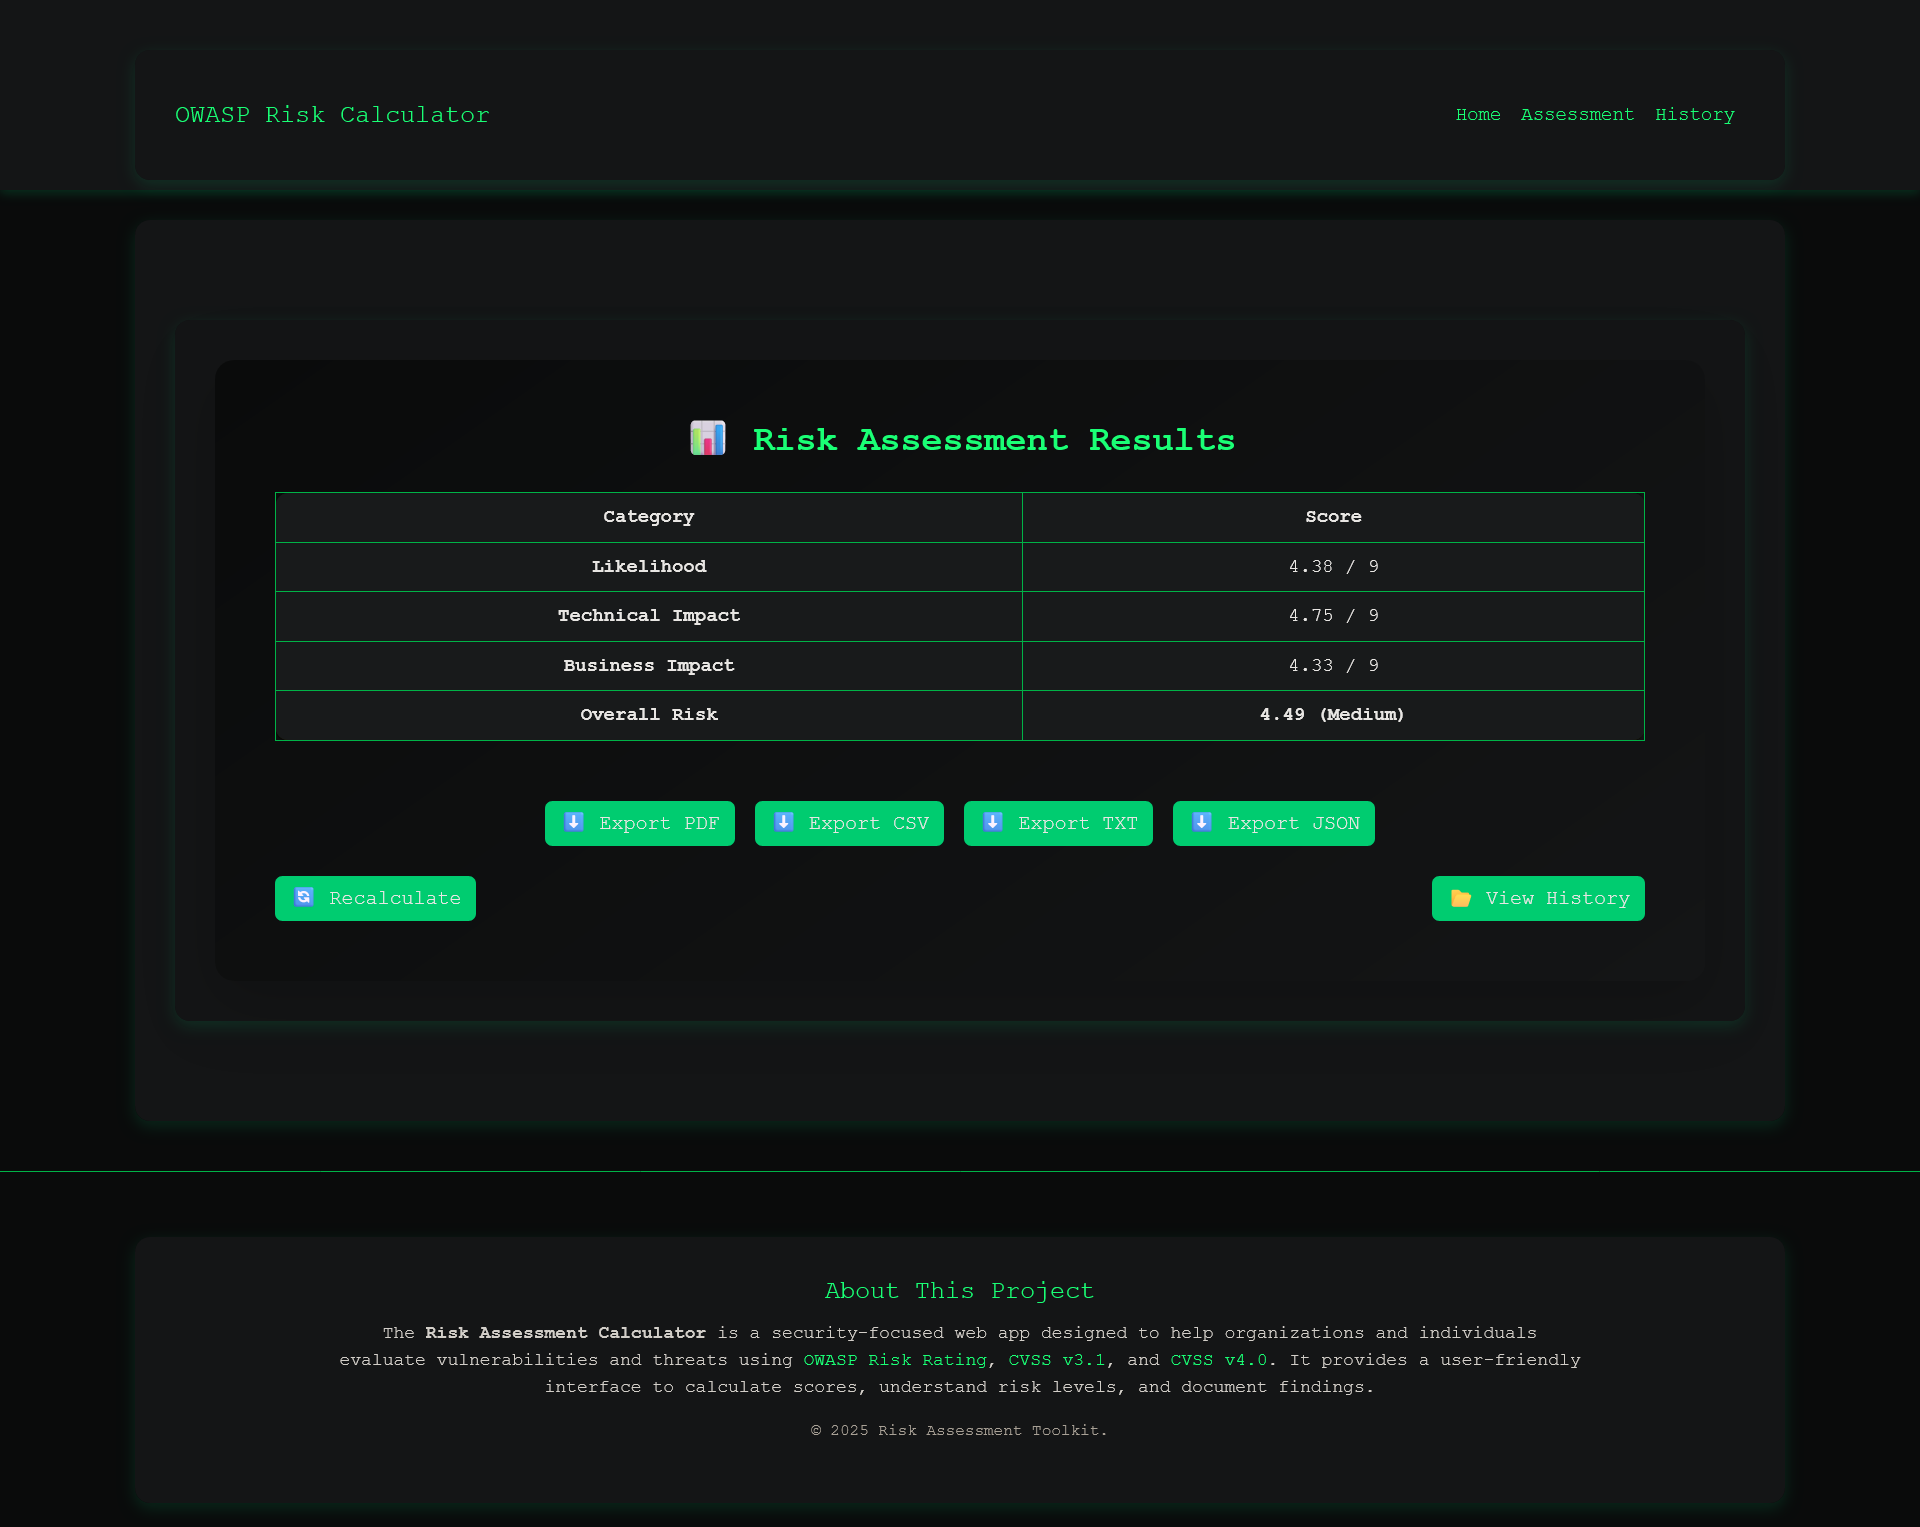 OWASP Risk Calculator
Home Assessment History
Risk Assessment Results
Category Score
Likelihood 4.38 / 9
Technical Impact 4.75 / 9
Business Impact 4.33 / 9
Overall Risk 4.49 (Medium)
Export PDF Export CSV Export TXT Export JSON
Recalculate View History
About This Project
The Risk Assessment Calculator is a security-focused web app designed to help organizations and individuals
evaluate vulnerabilities and threats using OWASP Risk Rating, CVSS v3.1, and CVSS v4.0. It provides a user-friendly
interface to calculate scores, understand risk levels, and document findings.
© 2025 Risk Assessment Toolkit.